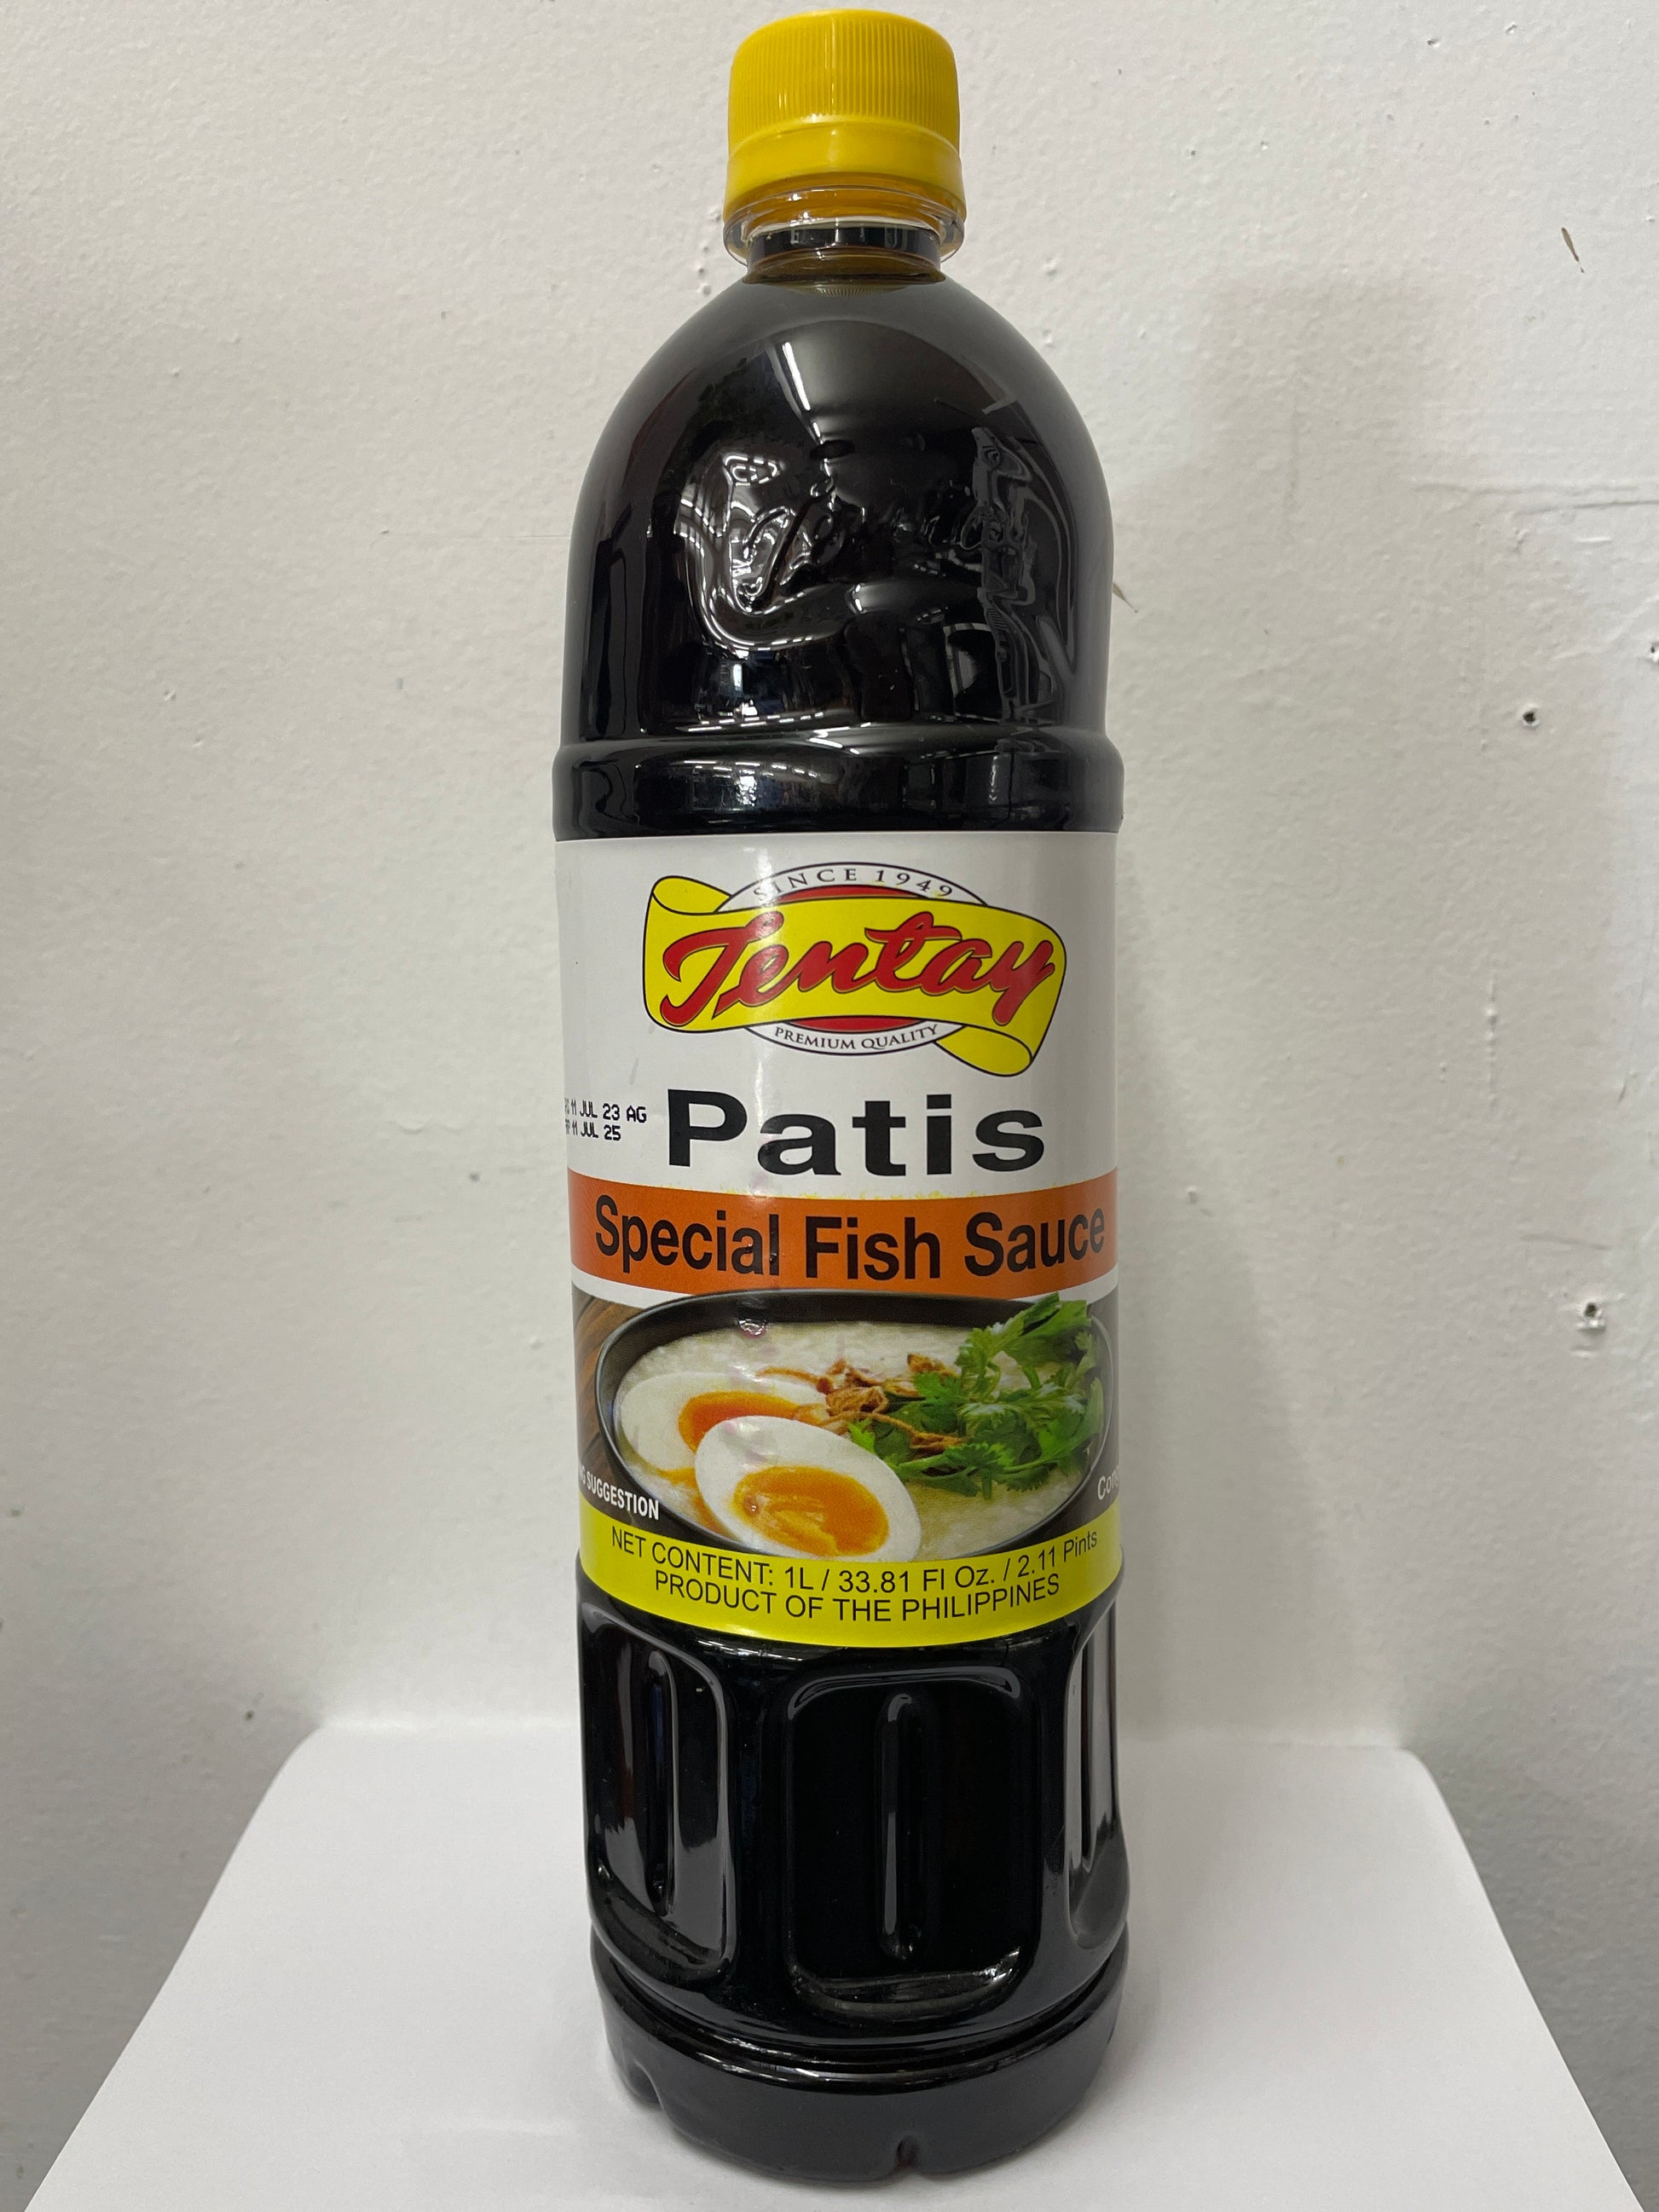 SINCE 1949
Tentay
PREMIUM QUALITY
11 JUL 23 AG
11 JUL 25
Patis
Special Fish Sauce
SUGGESTION
NET CONTENT: 1L / 33.81 Fl Oz. / 2.11 Pints
PRODUCT OF THE PHILIPPINES